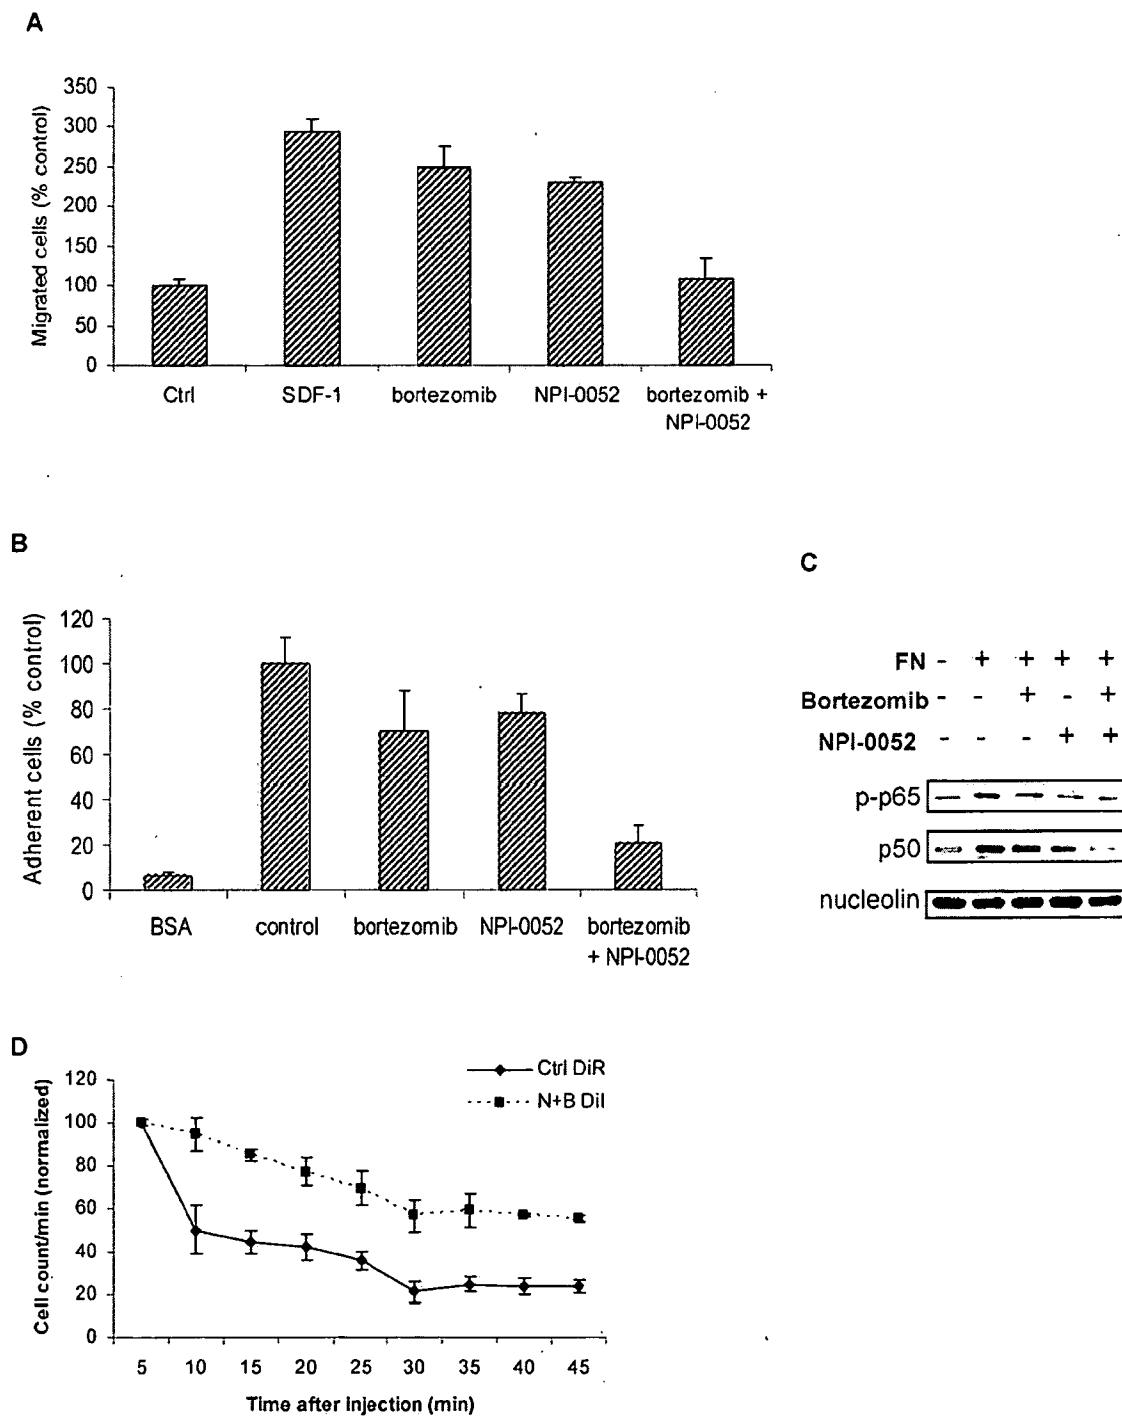 A
Migrated cells (% control)
350
300
250
200
150
100
50
0
Ctrl SDF-1 bortezomib NPI-0052 bortezomib +
NPI-0052
B
Adherent cells (% control)
120
100
80
60
40
20
0
BSA control bortezomib NPI-0052 bortezomib
+ NPI-0052
C
FN - + + + +
Bortezomib - - + - +
NPI-0052 - - - + +
p-p65
p50
nucleolin
D
Ctrl DiR
N+B DiI
Cell count/min (normalized)
120
100
80
60
40
20
0
5 10 15 20 25 30 35 40 45
Time after injection (min)